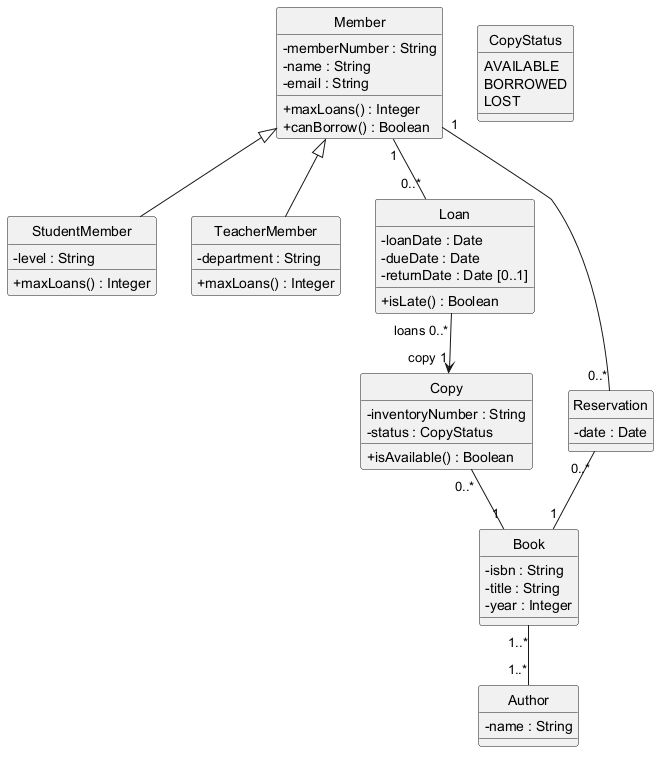 Member
-memberNumber : String
-name : String
-email : String
+maxLoans() : Integer
+canBorrow() : Boolean
CopyStatus
AVAILABLE
BORROWED
LOST
1
1
0..*
StudentMember
-level : String
+maxLoans() : Integer
TeacherMember
-department : String
+maxLoans() : Integer
Loan
-loanDate : Date
-dueDate : Date
-returnDate : Date [0..1]
+isLate() : Boolean
loans 0..*
copy 1
0..*
Copy
-inventoryNumber : String
-status : CopyStatus
+isAvailable() : Boolean
Reservation
-date : Date
0..*
1
0..*
1
Book
-isbn : String
-title : String
-year : Integer
1..*
1..*
Author
-name : String